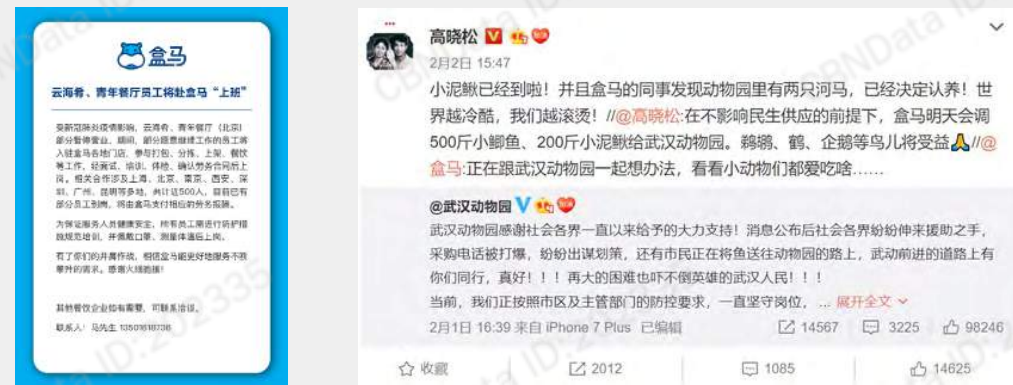 盒马
云海肴、青年餐厅员工将赴盒马“上班”
受新冠肺炎疫情影响，云海肴、青年餐厅（北京）
部分暂停营业。期间，部分愿意继续工作的员工将
入驻盒马各地门店，参与打包、分拣、上架、餐饮
等工作，经面试、培训、体检、确认劳务合同后上
岗。相关合作涉及上海、北京、南京、西安、深
圳、广州、昆明等多地，共计近500人，目前已有
部分员工到岗，将由盒马支付相应的劳务报酬。
为保证服务人员健康安全，所有员工需进行防护措
施规范培训，并佩戴口罩、测量体温后上岗。
有了你们的并肩作战，相信盒马能更好地服务不断
攀升的需求。感谢火线驰援！
其他餐饮企业如有需要，可联系洽谈。
联系人：马先生
高晓松
2月2日 15:47
小泥鳅已经到啦！并且盒马的同事发现动物园里有两只河马，已经决定认养！世
界越冷酷，我们越滚烫！//@高晓松:在不影响民生供应的前提下，盒马明天会调
500斤小鲫鱼、200斤小泥鳅给武汉动物园。鹈鹕、鹤、企鹅等鸟儿将受益🙏//@
盒马:正在跟武汉动物园一起想办法，看看小动物们都爱吃啥......
@武汉动物园
武汉动物园感谢社会各界一直以来给予的大力支持！消息公布后社会各界纷纷伸来援助之手，
采购电话被打爆，纷纷出谋划策，还有市民正在将鱼送往动物园的路上，武动前进的道路上有
你们同行，真好！！！再大的困难也吓不倒英雄的武汉人民！！！
当前，我们正按照市区及主管部门的防控要求，一直坚守岗位， ... 展开全文
2月1日 16:39 来自 iPhone 7 Plus 已编辑 14567 3225 98246
收藏 2012 1085 14625
CBNData
ID:202335